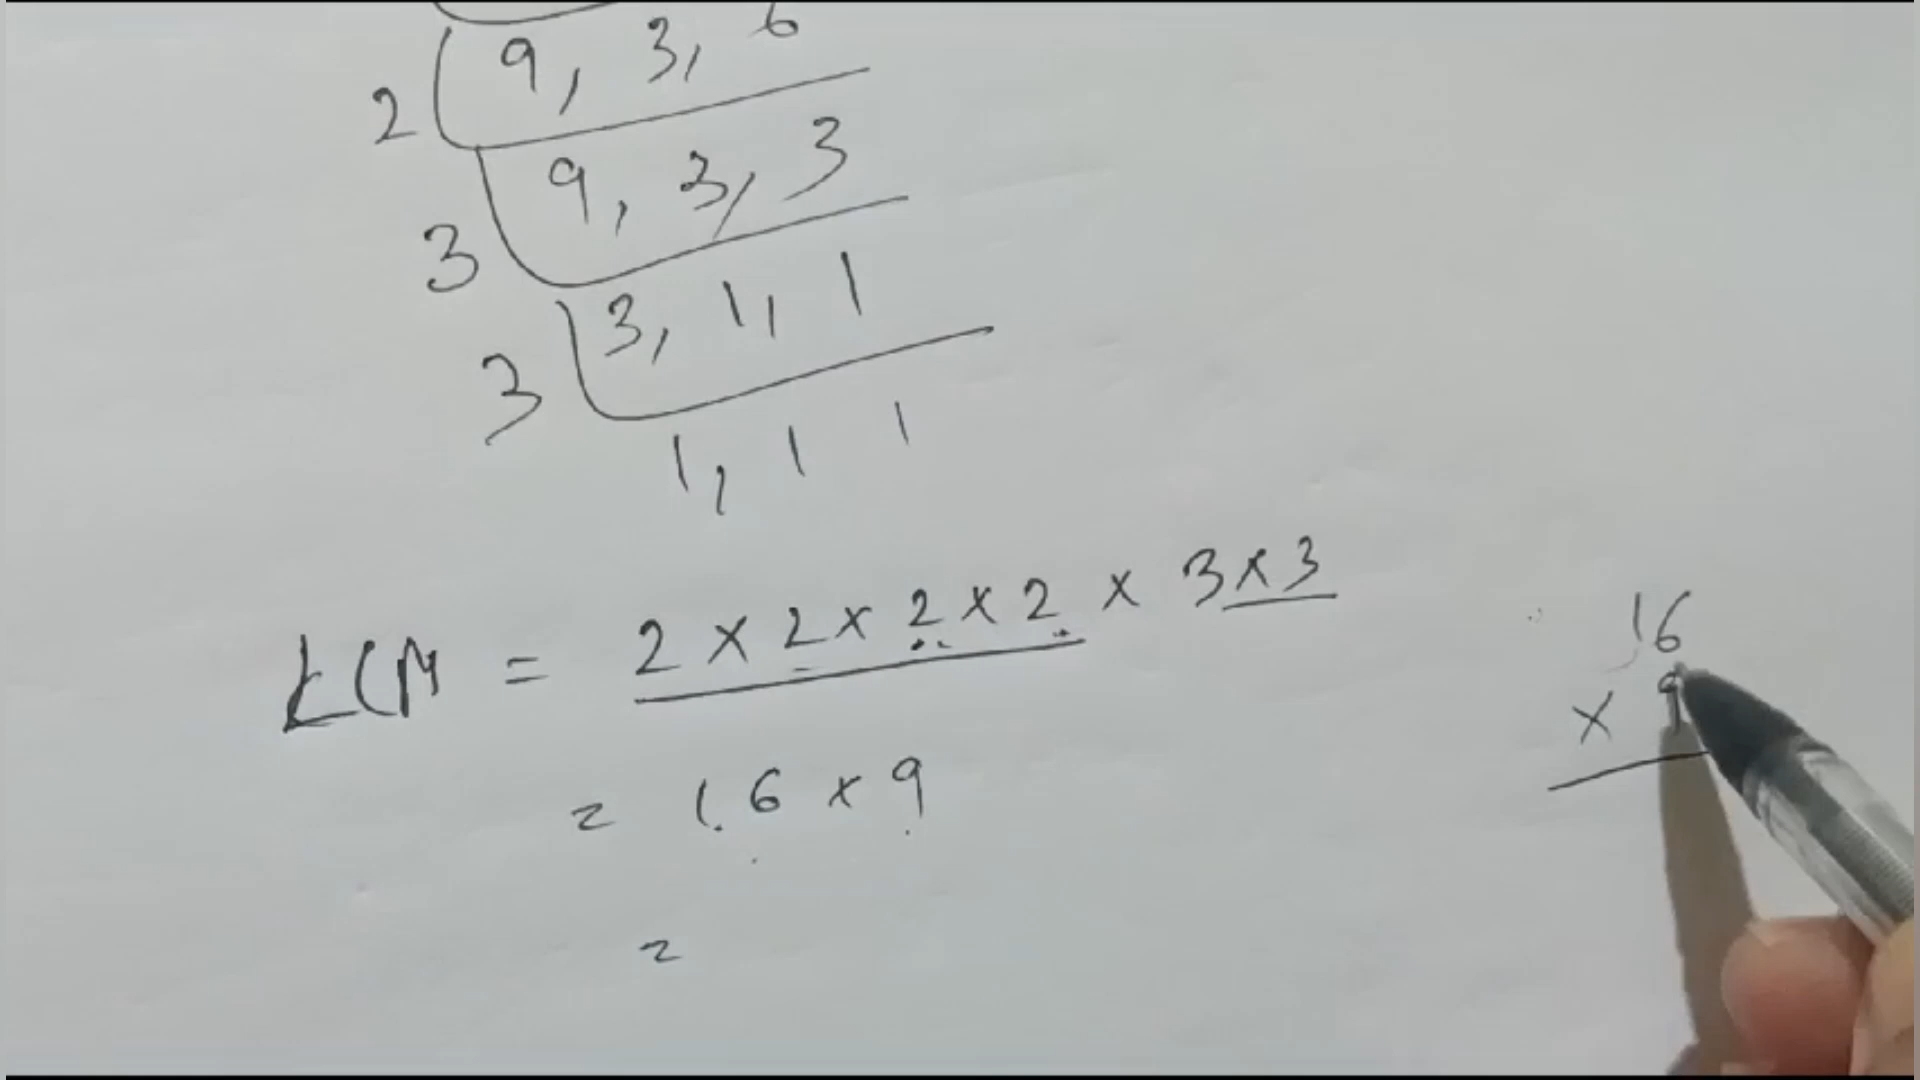 9, 3, 6
2 9, 3, 3
3 3, 1, 1
3 1, 1 1
LCM = 2 × 2 × 2 × 2 × 3 × 3
= 16 × 9
=
16
× 9